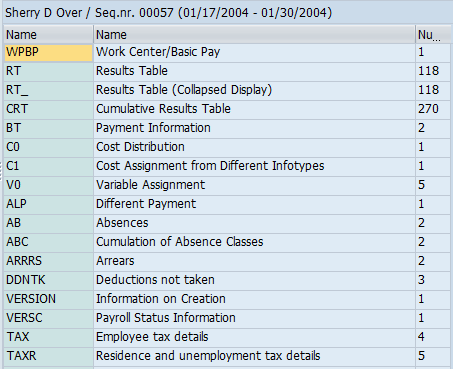 Sherry D Over / Seq.nr. 00057 (01/17/2004 - 01/30/2004)
Name Name Nu...
WPBP Work Center/Basic Pay 1
RT Results Table 118
RT_ Results Table (Collapsed Display) 118
CRT Cumulative Results Table 270
BT Payment Information 2
C0 Cost Distribution 1
C1 Cost Assignment from Different Infotypes 1
V0 Variable Assignment 5
ALP Different Payment 1
AB Absences 2
ABC Cumulation of Absence Classes 2
ARRRS Arrears 2
DDNTK Deductions not taken 3
VERSION Information on Creation 1
VERSC Payroll Status Information 1
TAX Employee tax details 4
TAXR Residence and unemployment tax details 5